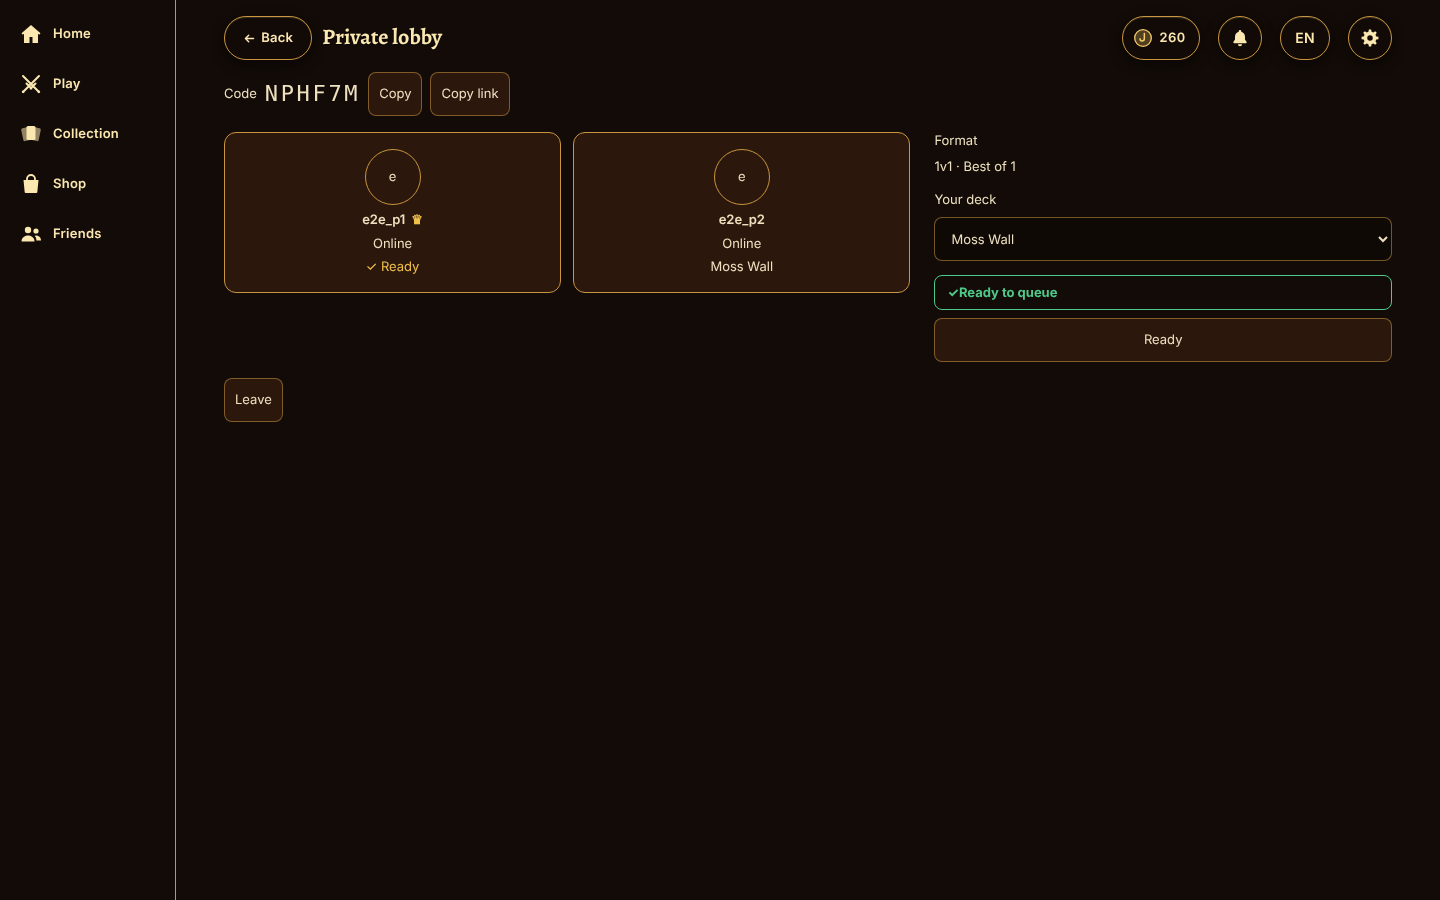 Home
Play
Collection
Shop
Friends
← Back
Private lobby
J 260
EN
Code NPHF7M Copy Copy link
e
e2e_p1 ♛
Online
✓ Ready
e
e2e_p2
Online
Moss Wall
Format
1v1 · Best of 1
Your deck
Moss Wall
✓Ready to queue
Ready
Leave